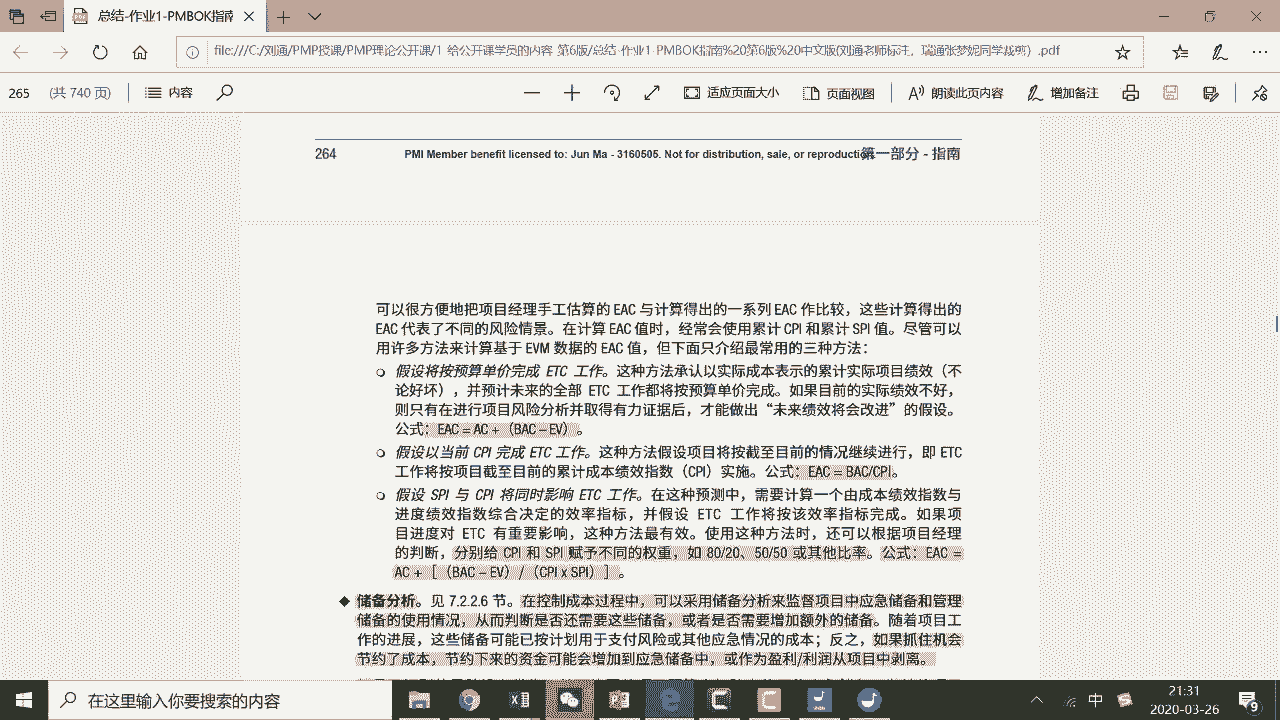 总结-作业1-PMBOK指南
file:///C:/刘通/PMP授课/PMP理论公开课/1 给公开课学员的内容 第6版/总结-作业1-PMBOK指南%20第6版%20中文版(刘通老师标注，瑞通张梦妮同学裁剪）.pdf
265 (共 740 页) 内容 适应页面大小 页面视图 朗读此页内容 增加备注
264 PMI Member benefit licensed to: Jun Ma - 3160505. Not for distribution, sale, or reproduction. 第一部分 - 指南
可以很方便地把项目经理手工估算的 EAC 与计算得出的一系列 EAC 作比较，这些计算得出的
EAC 代表了不同的风险情景。在计算 EAC 值时，经常会使用累计 CPI 和累计 SPI 值。尽管可以
用许多方法来计算基于 EVM 数据的 EAC 值，但下面只介绍最常用的三种方法：
假设将按预算单价完成 ETC 工作。这种方法承认以实际成本表示的累计实际项目绩效（不
论好坏），并预计未来的全部 ETC 工作都将按预算单价完成。如果目前的实际绩效不好，
则只有在进行项目风险分析并取得有力证据后，才能做出“未来绩效将会改进”的假设。
公式：EAC = AC +（BAC – EV）。
假设以当前 CPI 完成 ETC 工作。这种方法假设项目将按截至目前的情况继续进行，即 ETC
工作将按项目截至目前的累计成本绩效指数（CPI）实施。公式：EAC = BAC/CPI。
假设 SPI 与 CPI 将同时影响 ETC 工作。在这种预测中，需要计算一个由成本绩效指数与
进度绩效指数综合决定的效率指标，并假设 ETC 工作将按该效率指标完成。如果项
目进度对 ETC 有重要影响，这种方法最有效。使用这种方法时，还可以根据项目经理
的判断，分别给 CPI 和 SPI 赋予不同的权重，如 80/20、50/50 或其他比率。公式：EAC =
AC +［（BAC – EV）/（CPI x SPI）］。
◆ 储备分析。见 7.2.2.6 节。在控制成本过程中，可以采用储备分析来监督项目中应急储备和管理
储备的使用情况，从而判断是否还需要这些储备，或者是否需要增加额外的储备。随着项目工
作的进展，这些储备可能已按计划用于支付风险或其他应急情况的成本；反之，如果抓住机会
节约了成本，节约下来的资金可能会增加到应急储备中，或作为盈利/利润从项目中剥离。
在这里输入你要搜索的内容
中
21:31
2020-03-26
9